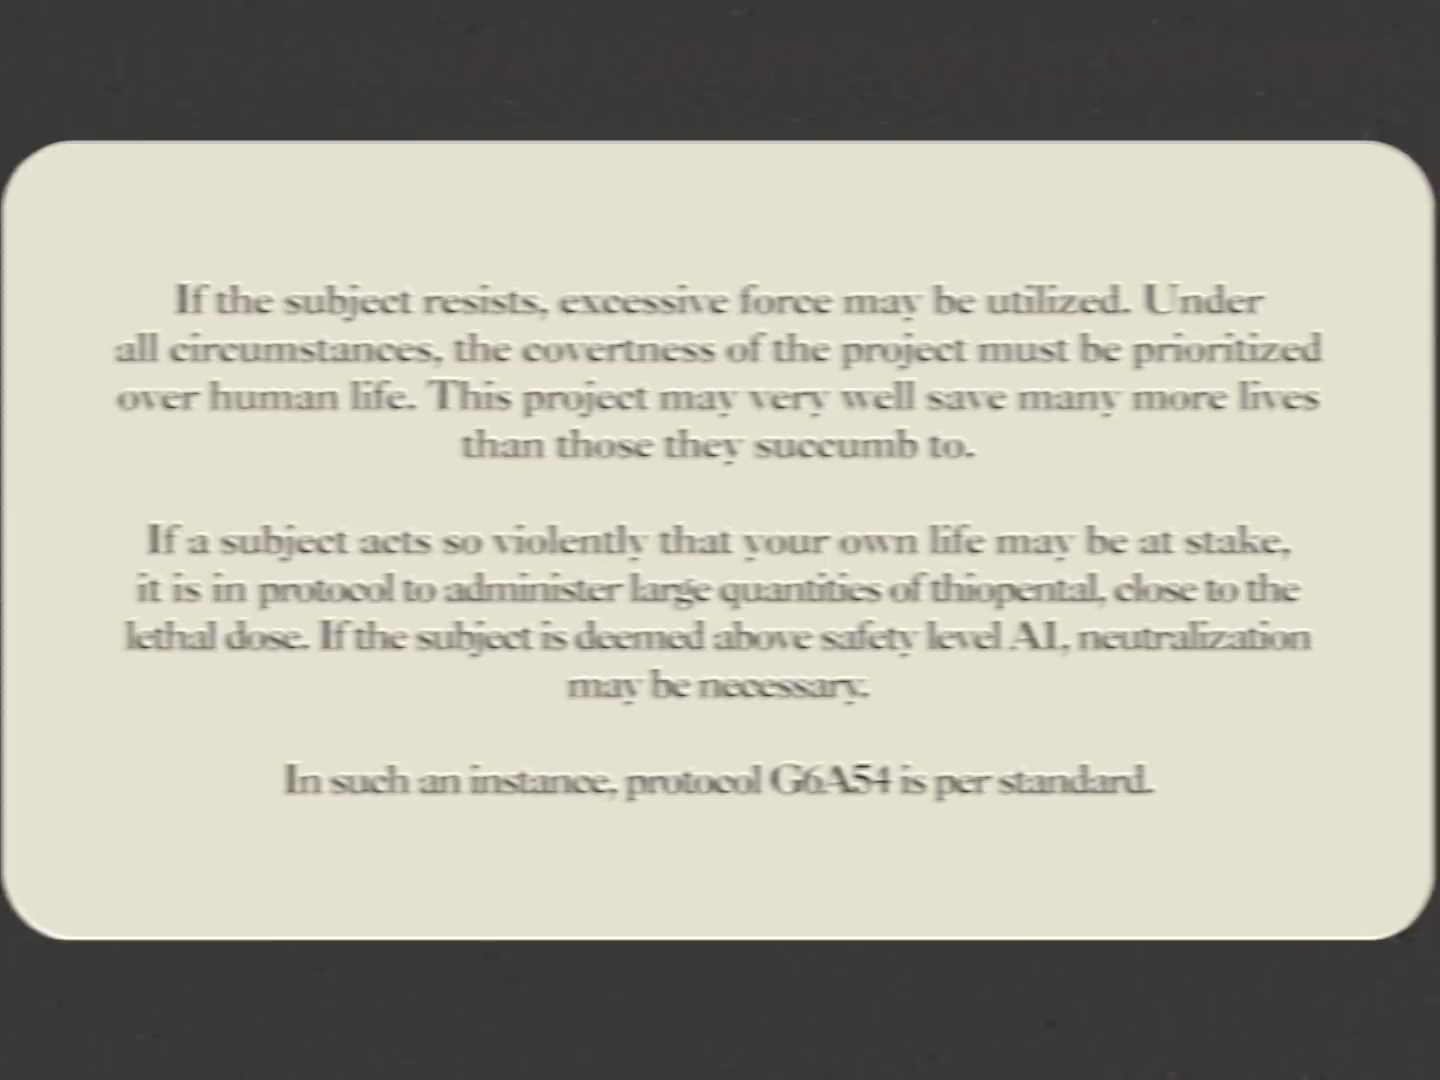 If the subject resists, excessive force may be utilized. Under
all circumstances, the covertness of the project must be prioritized
over human life. This project may very well save many more lives
than those they succumb to.
If a subject acts so violently that your own life may be at stake,
it is in protocol to administer large quantities of thiopental, close to the
lethal dose. If the subject is deemed above safety level A1, neutralization
may be necessary.
In such an instance, protocol G6A54 is per standard.